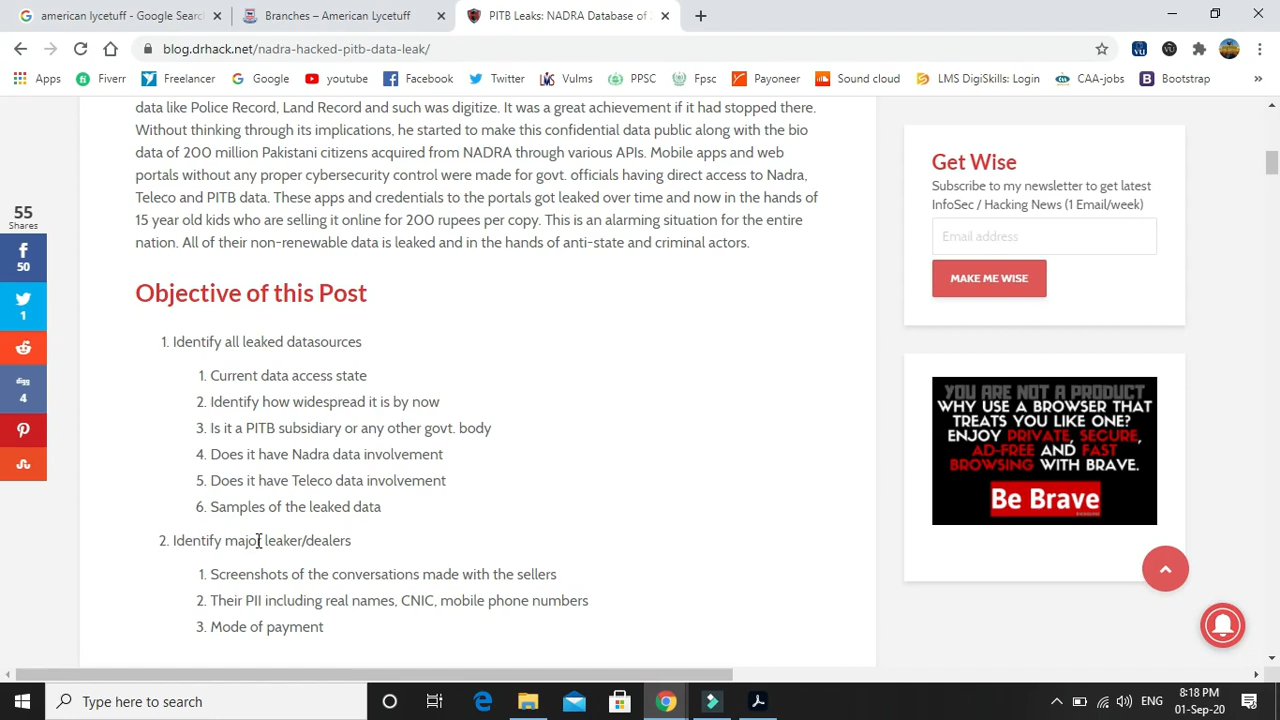 american lycetuff - Google Searc
Branches – American Lycetuff
PITB Leaks: NADRA Database of 2
blog.drhack.net/nadra-hacked-pitb-data-leak/
Apps
Fiverr
Freelancer
Google
youtube
Facebook
Twitter
Vulms
PPSC
Fpsc
Payoneer
Sound cloud
LMS DigiSkills: Login
CAA-jobs
Bootstrap
»
data like Police Record, Land Record and such was digitize. It was a great achievement if it had stopped there.
Without thinking through its implications, he started to make this confidential data public along with the bio
data of 200 million Pakistani citizens acquired from NADRA through various APIs. Mobile apps and web
portals without any proper cybersecurity control were made for govt. officials having direct access to Nadra,
Teleco and PITB data. These apps and credentials to the portals got leaked over time and now in the hands of
15 year old kids who are selling it online for 200 rupees per copy. This is an alarming situation for the entire
nation. All of their non-renewable data is leaked and in the hands of anti-state and criminal actors.
Objective of this Post
1. Identify all leaked datasources
1. Current data access state
2. Identify how widespread it is by now
3. Is it a PITB subsidiary or any other govt. body
4. Does it have Nadra data involvement
5. Does it have Teleco data involvement
6. Samples of the leaked data
2. Identify major leaker/dealers
1. Screenshots of the conversations made with the sellers
2. Their PII including real names, CNIC, mobile phone numbers
3. Mode of payment
55
Shares
50
1
digg
4
Get Wise
Subscribe to my newsletter to get latest
InfoSec / Hacking News (1 Email/week)
Email address
MAKE ME WISE
YOU ARE NOT A PRODUCT
WHY USE A BROWSER THAT
TREATS YOU LIKE ONE?
ENJOY PRIVATE, SECURE,
AD-FREE AND FAST
BROWSING WITH BRAVE.
Be Brave
Type here to search
ENG
8:18 PM
01-Sep-20